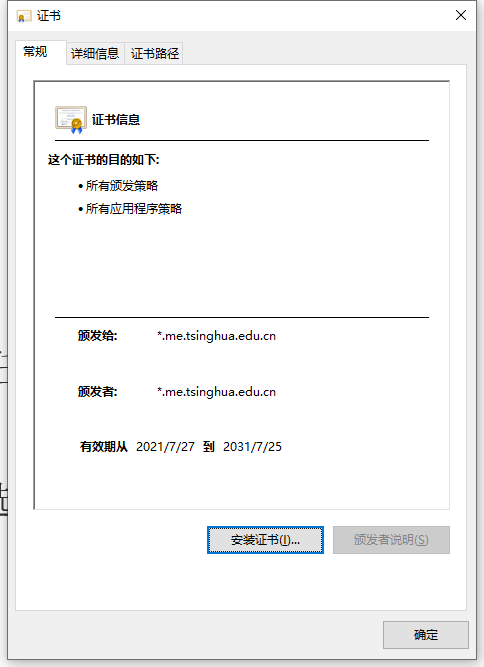 证书
常规 详细信息 证书路径
证书信息
这个证书的目的如下:
• 所有颁发策略
• 所有应用程序策略
颁发给: *.me.tsinghua.edu.cn
颁发者: *.me.tsinghua.edu.cn
有效期从 2021/7/27 到 2031/7/25
安装证书(I)... 颁发者说明(S)
确定